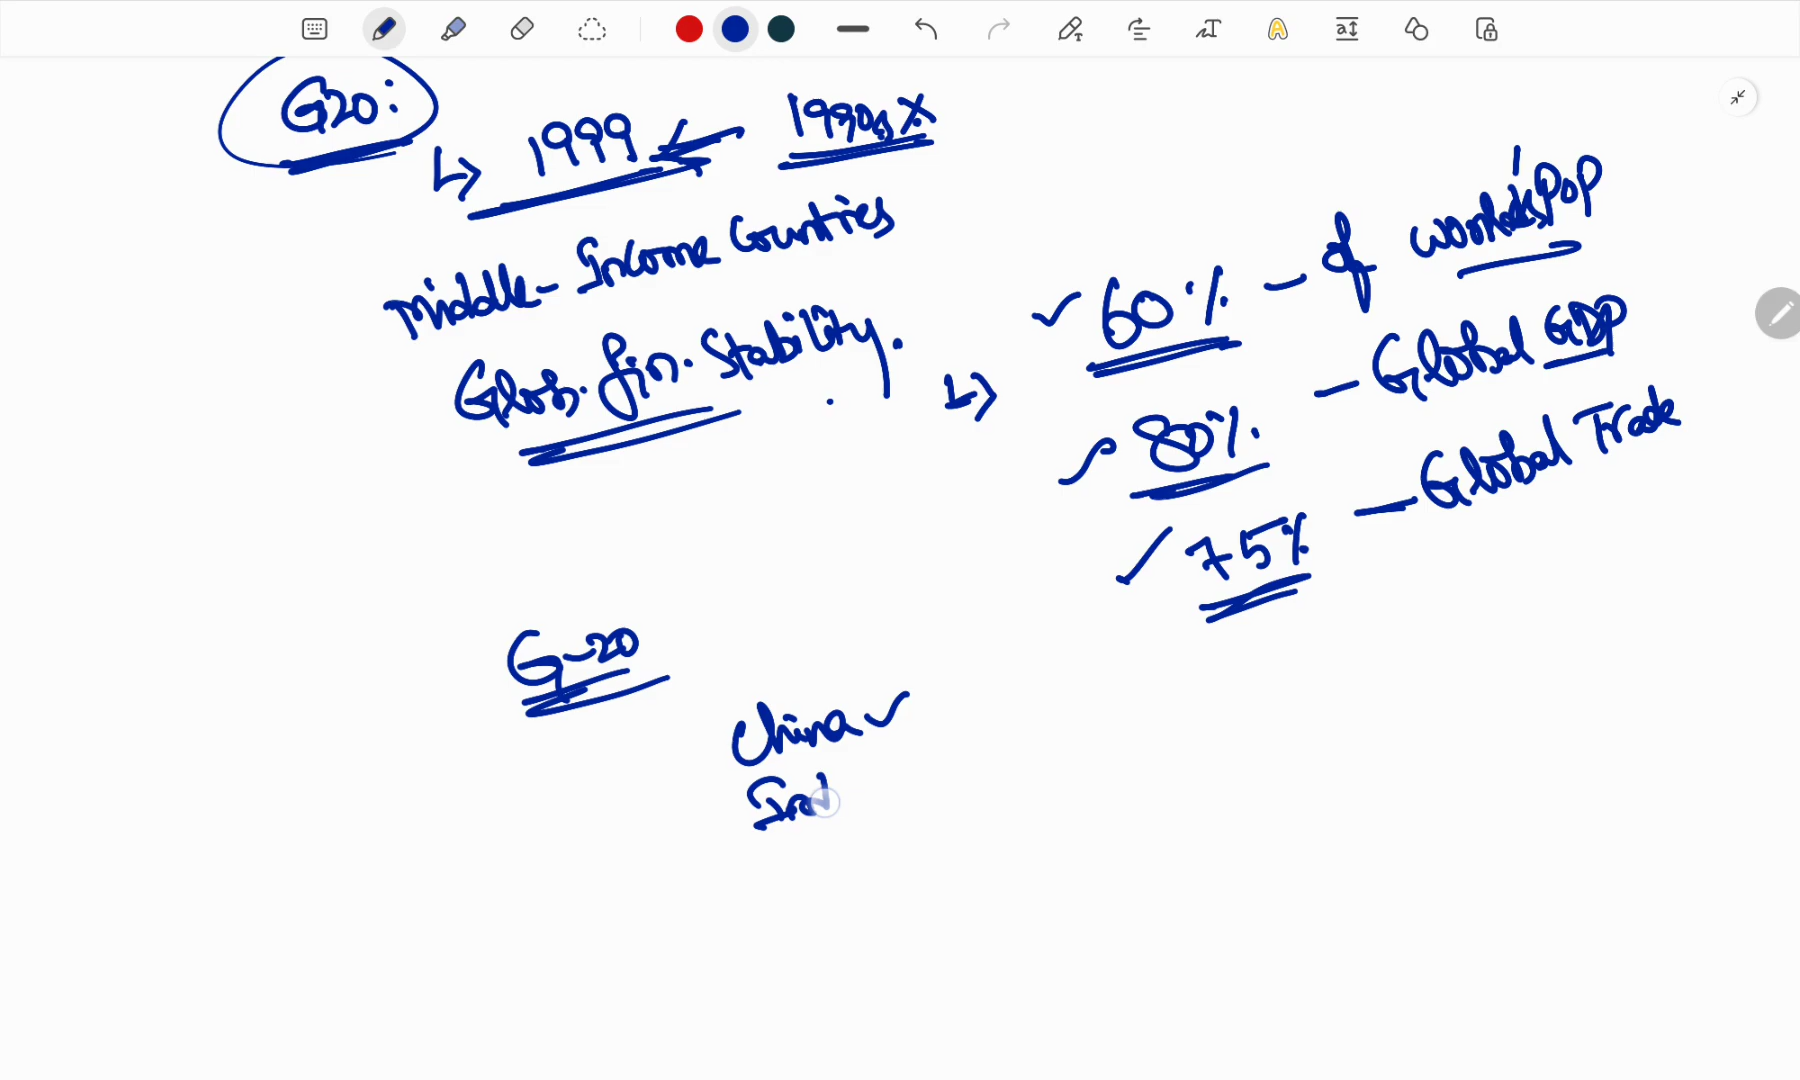 G20:
1999 ← 1990s X
Middle-Income Countries
Glob. fin. Stability.
60% - of world's POP
80% - Global GDP
75% - Global Trade
G-20
China ✓
Ind